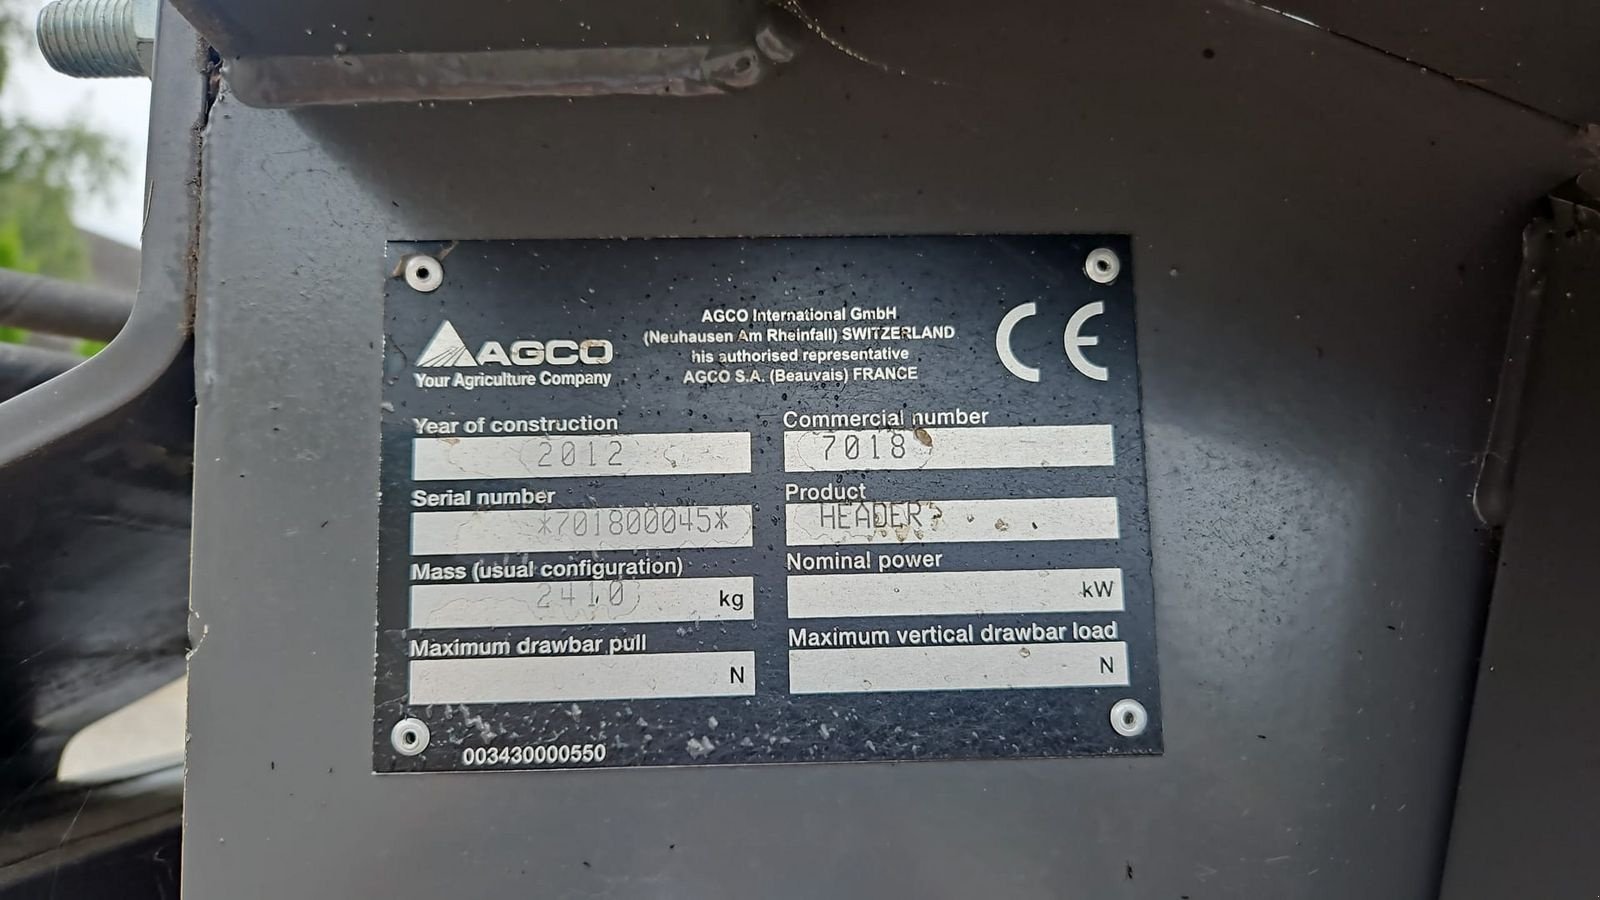 AGCO
Your Agriculture Company
AGCO International GmbH
(Neuhausen Am Rheinfall) SWITZERLAND
his authorised representative
AGCO S.A. (Beauvais) FRANCE
CE
Year of construction
2012
Commercial number
7018
Serial number
*701800045*
Product
HEADER
Mass (usual configuration)
2410 kg
Nominal power
kW
Maximum drawbar pull
N
Maximum vertical drawbar load
N
003430000550